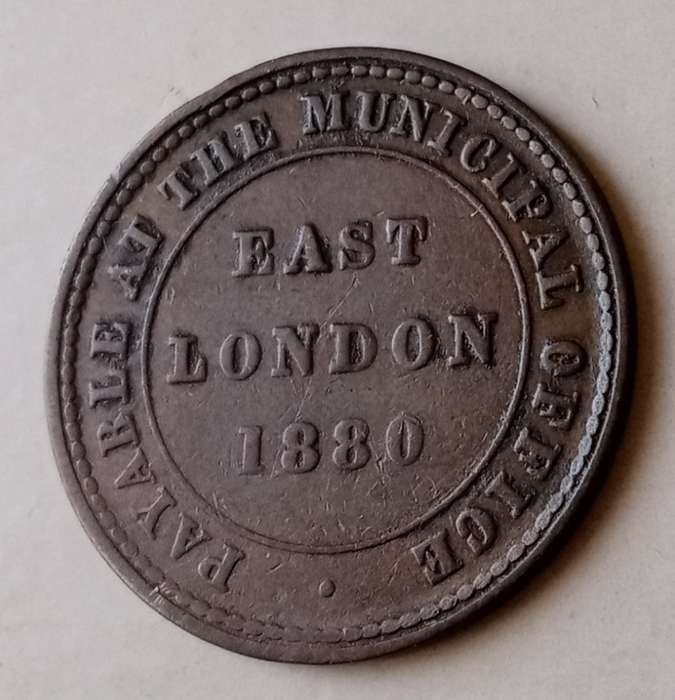 PAYABLE AT THE MUNICIPAL OFFICE
EAST
LONDON
1880